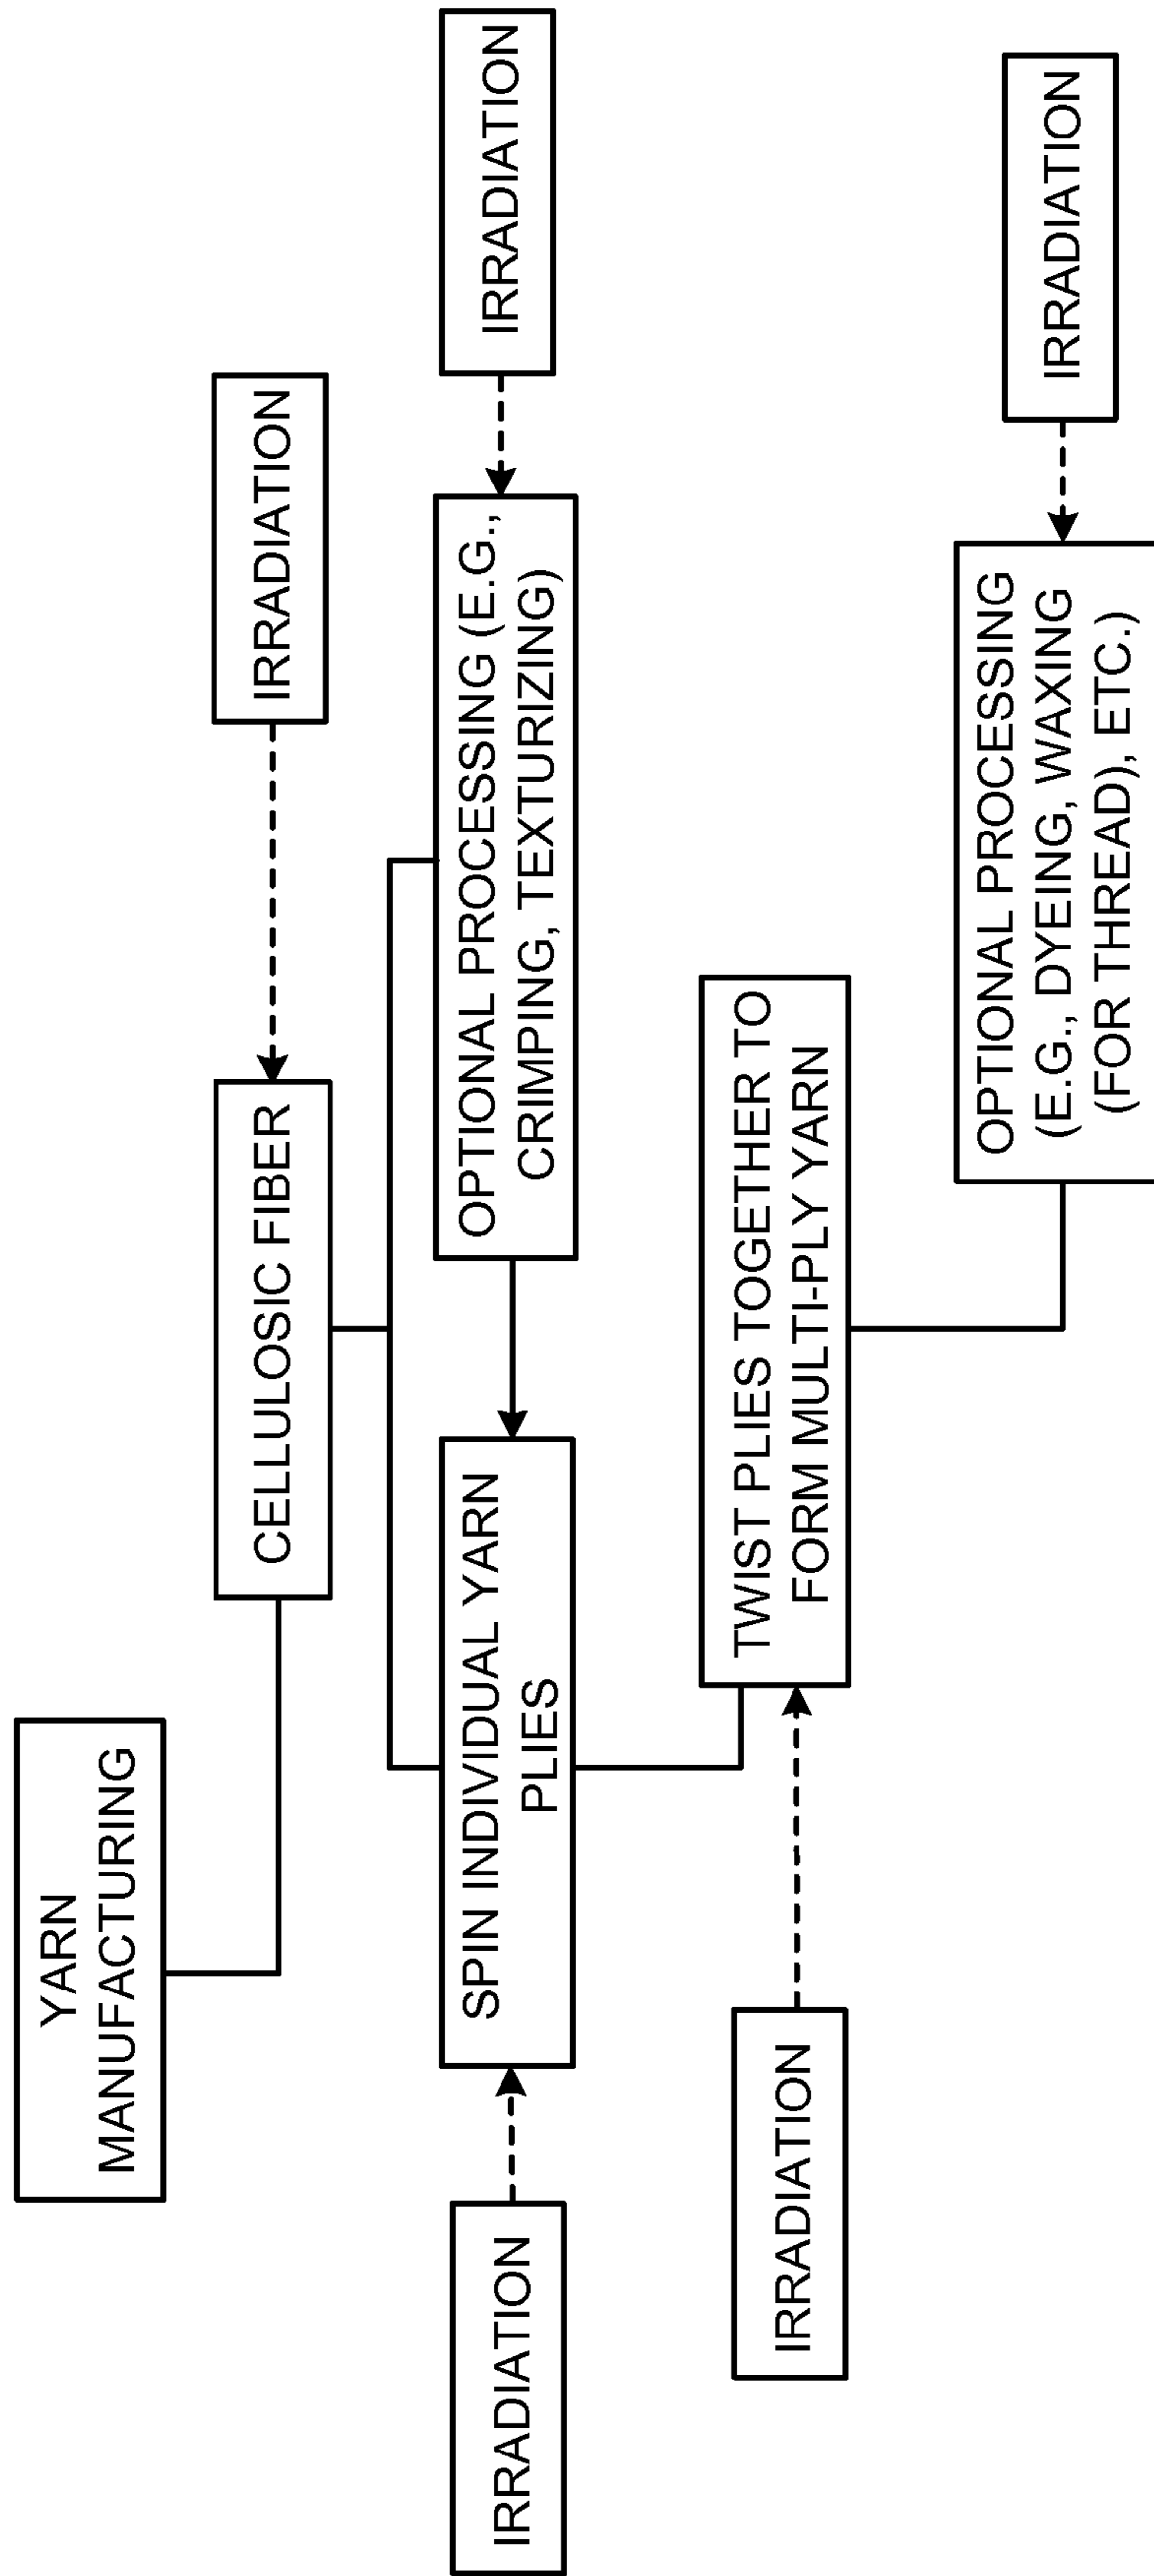 YARN
MANUFACTURING
CELLULOSIC FIBER
IRRADIATION
IRRADIATION
SPIN INDIVIDUAL YARN
PLIES
OPTIONAL PROCESSING (E.G.,
CRIMPING, TEXTURIZING)
IRRADIATION
IRRADIATION
TWIST PLIES TOGETHER TO
FORM MULTI-PLY YARN
OPTIONAL PROCESSING
(E.G., DYEING, WAXING
(FOR THREAD), ETC.)
IRRADIATION